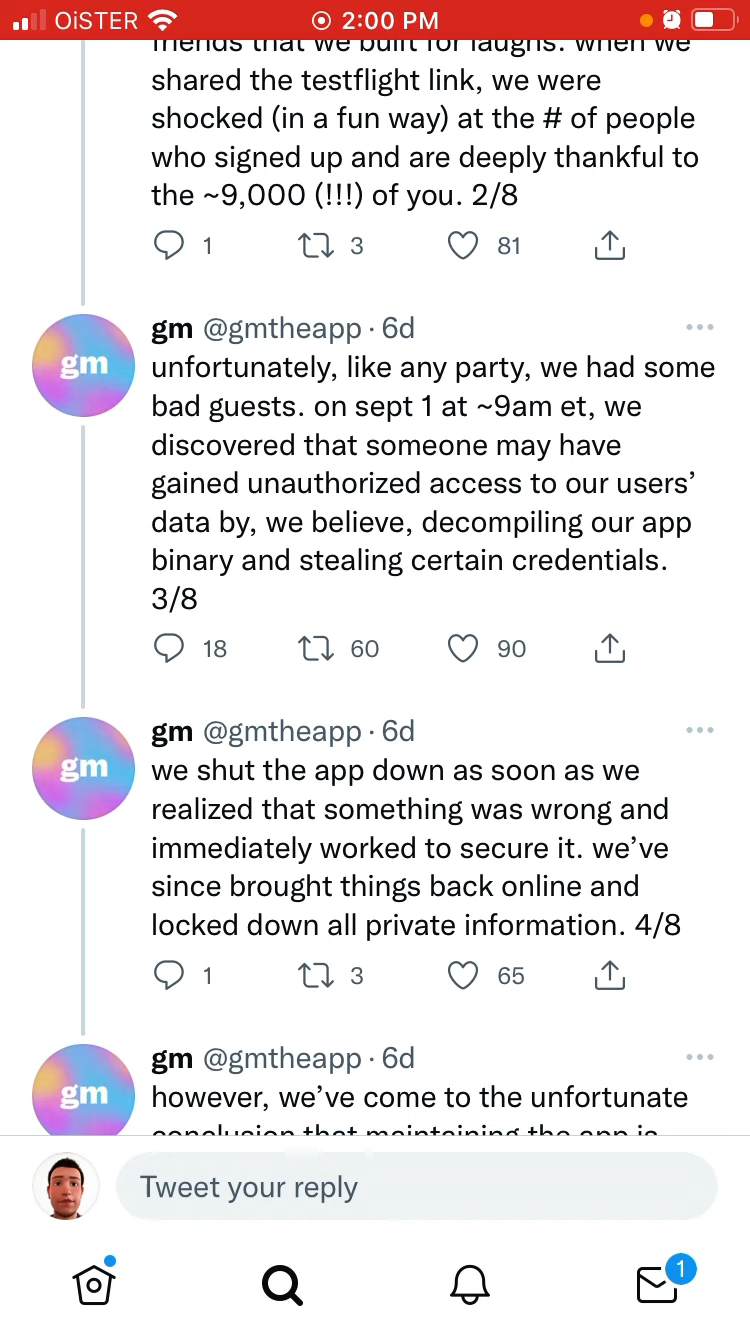 OiSTER 2:00 PM
friends that we built for laughs. when we
shared the testflight link, we were
shocked (in a fun way) at the # of people
who signed up and are deeply thankful to
the ~9,000 (!!!) of you. 2/8
1 3 81
gm @gmtheapp · 6d
gm
unfortunately, like any party, we had some
bad guests. on sept 1 at ~9am et, we
discovered that someone may have
gained unauthorized access to our users’
data by, we believe, decompiling our app
binary and stealing certain credentials.
3/8
18 60 90
gm @gmtheapp · 6d
gm
we shut the app down as soon as we
realized that something was wrong and
immediately worked to secure it. we’ve
since brought things back online and
locked down all private information. 4/8
1 3 65
gm @gmtheapp · 6d
gm
however, we’ve come to the unfortunate
conclusion that maintaining the app is
Tweet your reply
1